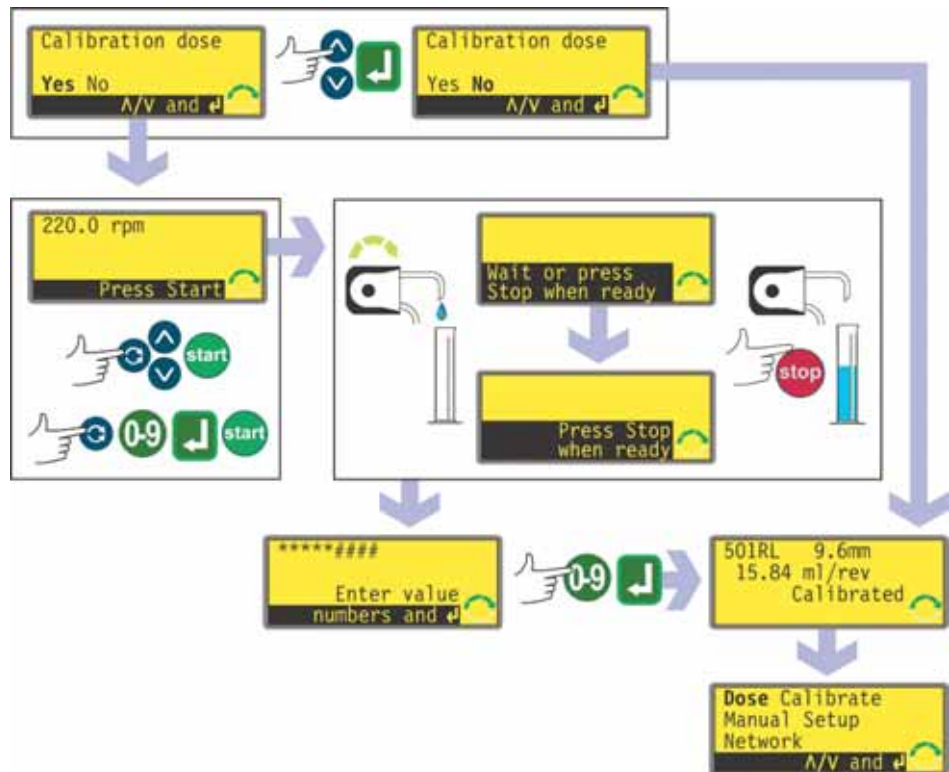 Calibration dose
Yes No
Λ/V and ↲
Calibration dose
Yes No
Λ/V and ↲
220.0 rpm
Press Start
start
0-9
start
Wait or press
Stop when ready
Press Stop
when ready
stop
*****####
Enter value
numbers and ↲
0-9
501RL 9.6mm
15.84 ml/rev
Calibrated
Dose Calibrate
Manual Setup
Network
Λ/V and ↲